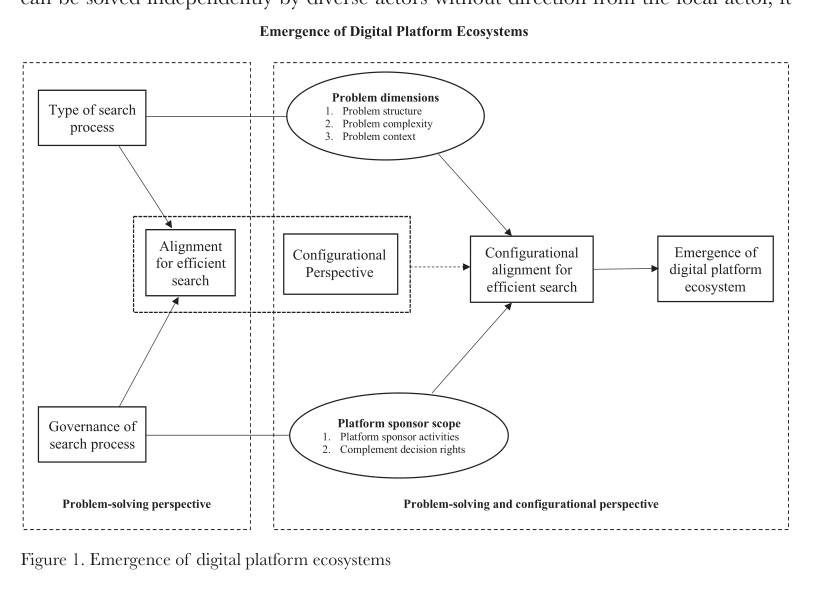 can be solved independently by diverse actors without direction from the local actor, it
Emergence of Digital Platform Ecosystems
Type of search
process
Problem dimensions
1. Problem structure
2. Problem complexity
3. Problem context
Alignment
for efficient
search
Configurational
Perspective
Configurational
alignment for
efficient search
Emergence of
digital platform
ecosystem
Governance of
search process
Platform sponsor scope
1. Platform sponsor activities
2. Complement decision rights
Problem-solving perspective
Problem-solving and configurational perspective
Figure 1. Emergence of digital platform ecosystems